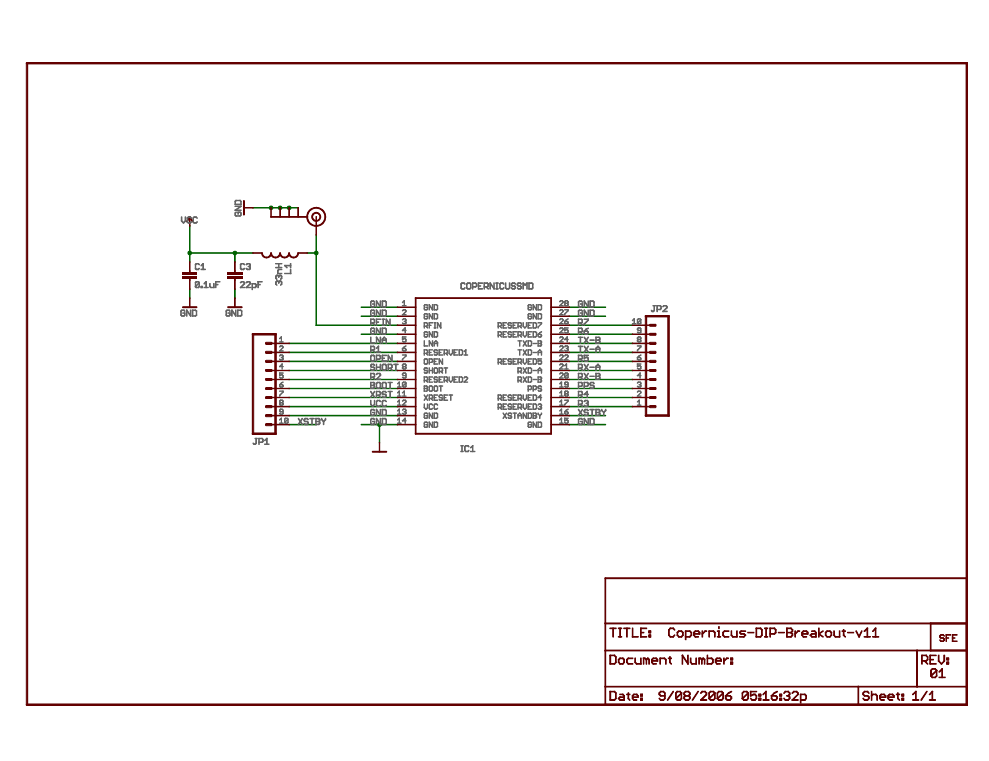 GND
VCC
C1
0.1uF
GND
C3
22pF
GND
33nH
L1
COPERNICUSSMD
GND 1 GND
GND 2 GND
RFIN 3 RFIN
GND 4 GND
1 LNA 5 LNA
2 R1 6 RESERVED1
3 OPEN 7 OPEN
4 SHORT 8 SHORT
5 R2 9 RESERVED2
6 BOOT 10 BOOT
7 XRST 11 XRESET
8 VCC 12 VCC
9 GND 13 GND
10 XSTBY GND 14 GND
JP1
GND 28 GND
GND 27 GND
RESERVED7 26 R7 10
RESERVED6 25 R6 9
TXD-B 24 TX-B 8
TXD-A 23 TX-A 7
RESERVED5 22 R5 6
RXD-A 21 RX-A 5
RXD-B 20 RX-B 4
PPS 19 PPS 3
RESERVED4 18 R4 2
RESERVED3 17 R3 1
XSTANDBY 16 XSTBY
GND 15 GND
JP2
IC1
TITLE: Copernicus-DIP-Breakout-v11
SFE
Document Number:
REV:
01
Date: 9/08/2006 05:16:32p
Sheet: 1/1